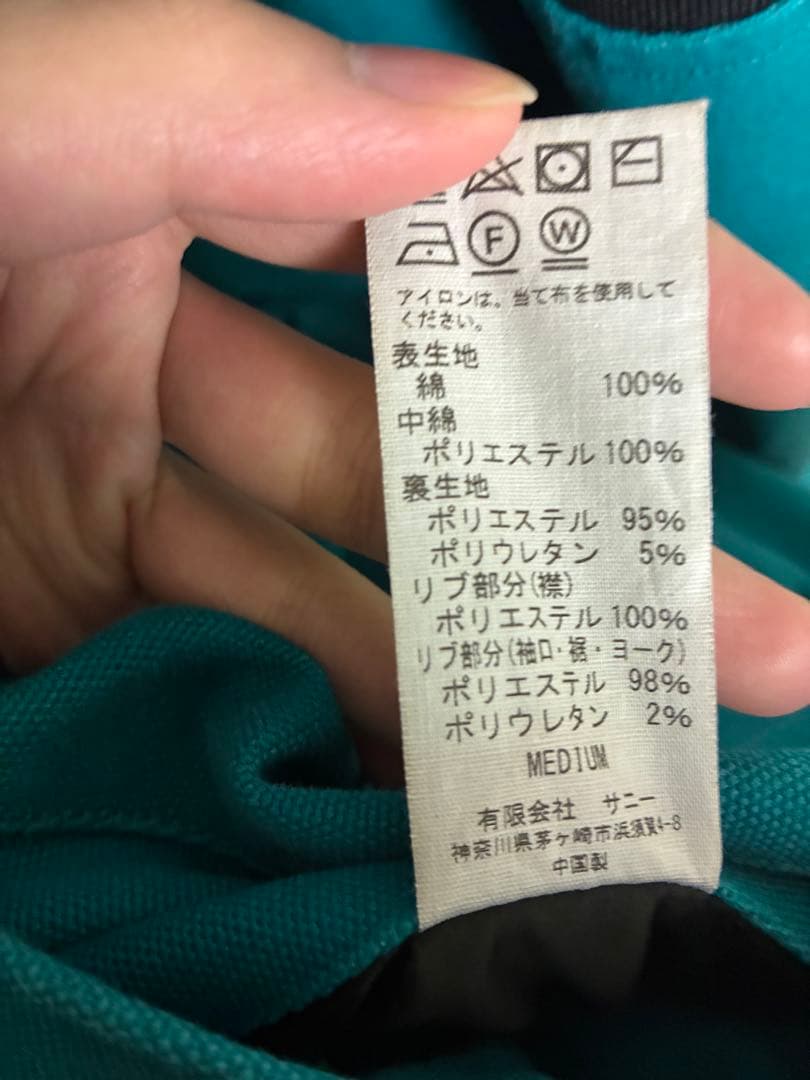 F W
アイロンは、当て布を使用して
ください。
表生地
綿 100%
中綿
ポリエステル 100%
裏生地
ポリエステル 95%
ポリウレタン 5%
リブ部分(襟)
ポリエステル 100%
リブ部分(袖口・裾・ヨーク)
ポリエステル 98%
ポリウレタン 2%
MEDIUM
有限会社 サニー
神奈川県茅ヶ崎市浜須賀4-8
中国製